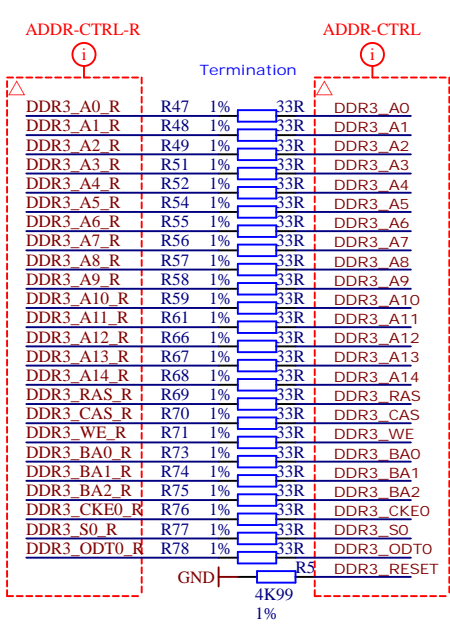 ADDR-CTRL-R ADDR-CTRL
i i
Termination
DDR3_A0_R R47 1% 33R DDR3_A0
DDR3_A1_R R48 1% 33R DDR3_A1
DDR3_A2_R R49 1% 33R DDR3_A2
DDR3_A3_R R51 1% 33R DDR3_A3
DDR3_A4_R R52 1% 33R DDR3_A4
DDR3_A5_R R54 1% 33R DDR3_A5
DDR3_A6_R R55 1% 33R DDR3_A6
DDR3_A7_R R56 1% 33R DDR3_A7
DDR3_A8_R R57 1% 33R DDR3_A8
DDR3_A9_R R58 1% 33R DDR3_A9
DDR3_A10_R R59 1% 33R DDR3_A10
DDR3_A11_R R61 1% 33R DDR3_A11
DDR3_A12_R R66 1% 33R DDR3_A12
DDR3_A13_R R67 1% 33R DDR3_A13
DDR3_A14_R R68 1% 33R DDR3_A14
DDR3_RAS_R R69 1% 33R DDR3_RAS
DDR3_CAS_R R70 1% 33R DDR3_CAS
DDR3_WE_R R71 1% 33R DDR3_WE
DDR3_BA0_R R73 1% 33R DDR3_BA0
DDR3_BA1_R R74 1% 33R DDR3_BA1
DDR3_BA2_R R75 1% 33R DDR3_BA2
DDR3_CKE0_R R76 1% 33R DDR3_CKE0
DDR3_S0_R R77 1% 33R DDR3_S0
DDR3_ODT0_R R78 1% 33R DDR3_ODT0
GND R5 DDR3_RESET
4K99
1%